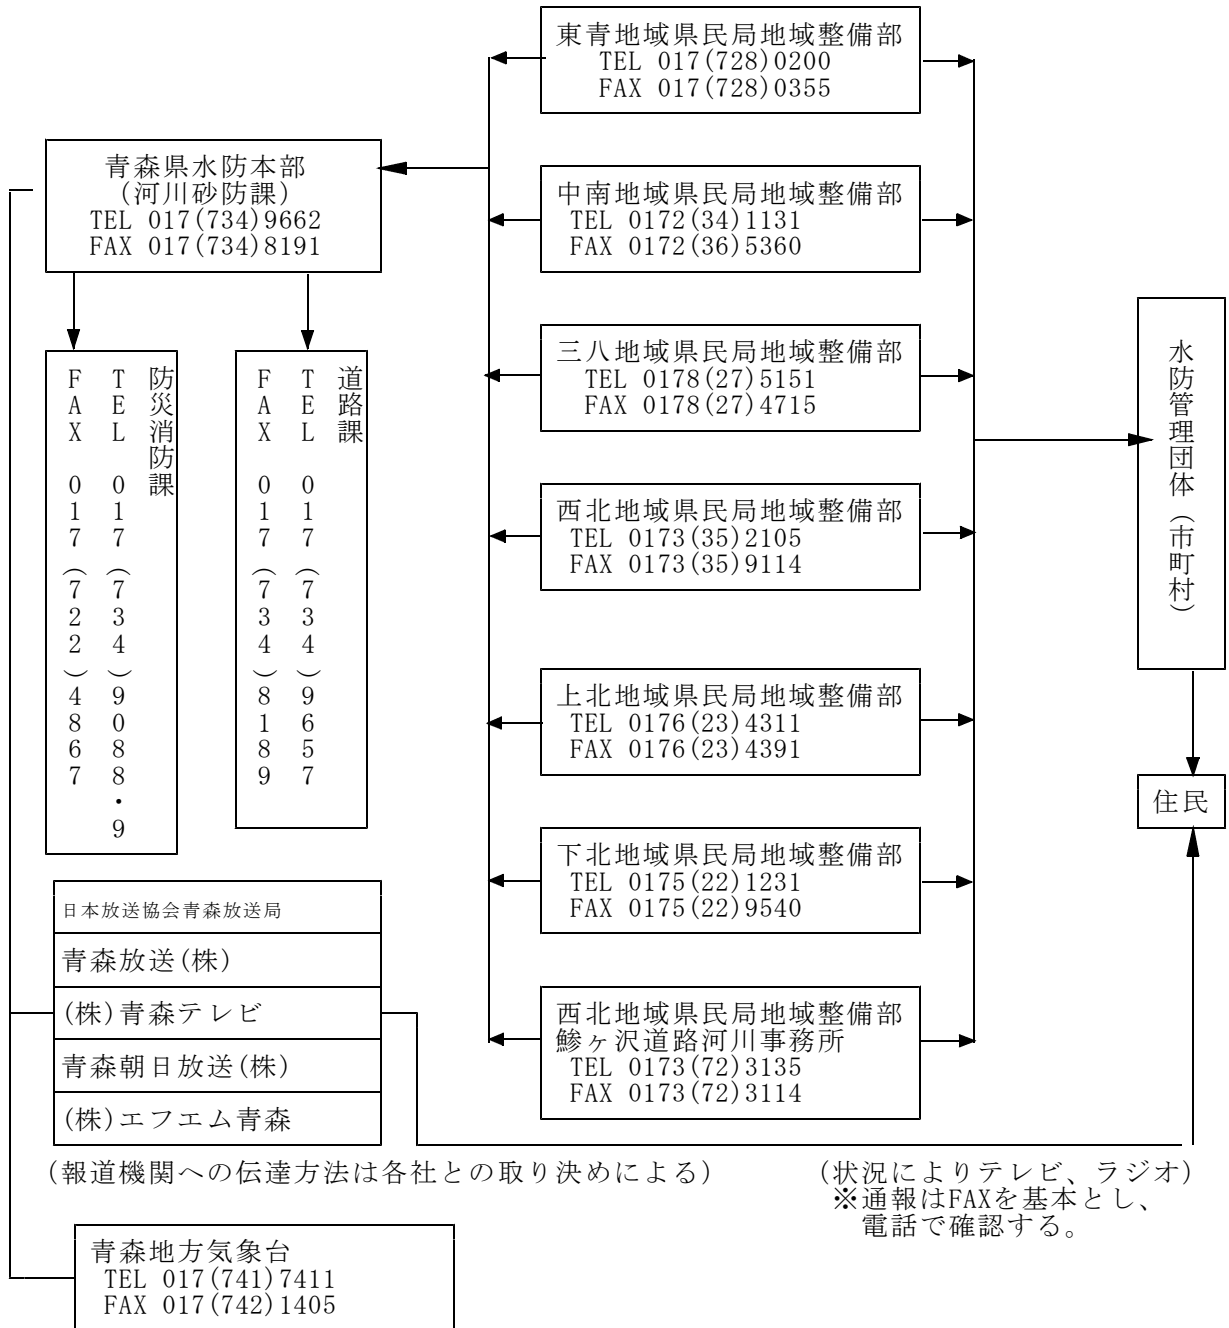 東青地域県民局地域整備部
TEL 017(728)0200
FAX 017(728)0355
青森県水防本部
(河川砂防課)
TEL 017(734)9662
FAX 017(734)8191
中南地域県民局地域整備部
TEL 0172(34)1131
FAX 0172(36)5360
三八地域県民局地域整備部
TEL 0178(27)5151
FAX 0178(27)4715
水防管理団体(市町村)
防災消防課
TEL 017(734)9088・9
FAX 017(722)4867
道路課
TEL 017(734)9657
FAX 017(734)8189
西北地域県民局地域整備部
TEL 0173(35)2105
FAX 0173(35)9114
上北地域県民局地域整備部
TEL 0176(23)4311
FAX 0176(23)4391
住民
下北地域県民局地域整備部
TEL 0175(22)1231
FAX 0175(22)9540
日本放送協会青森放送局
青森放送(株)
(株)青森テレビ
青森朝日放送(株)
(株)エフエム青森
西北地域県民局地域整備部
鰺ヶ沢道路河川事務所
TEL 0173(72)3135
FAX 0173(72)3114
(報道機関への伝達方法は各社との取り決めによる)
(状況によりテレビ、ラジオ)
※通報はFAXを基本とし、
電話で確認する。
青森地方気象台
TEL 017(741)7411
FAX 017(742)1405